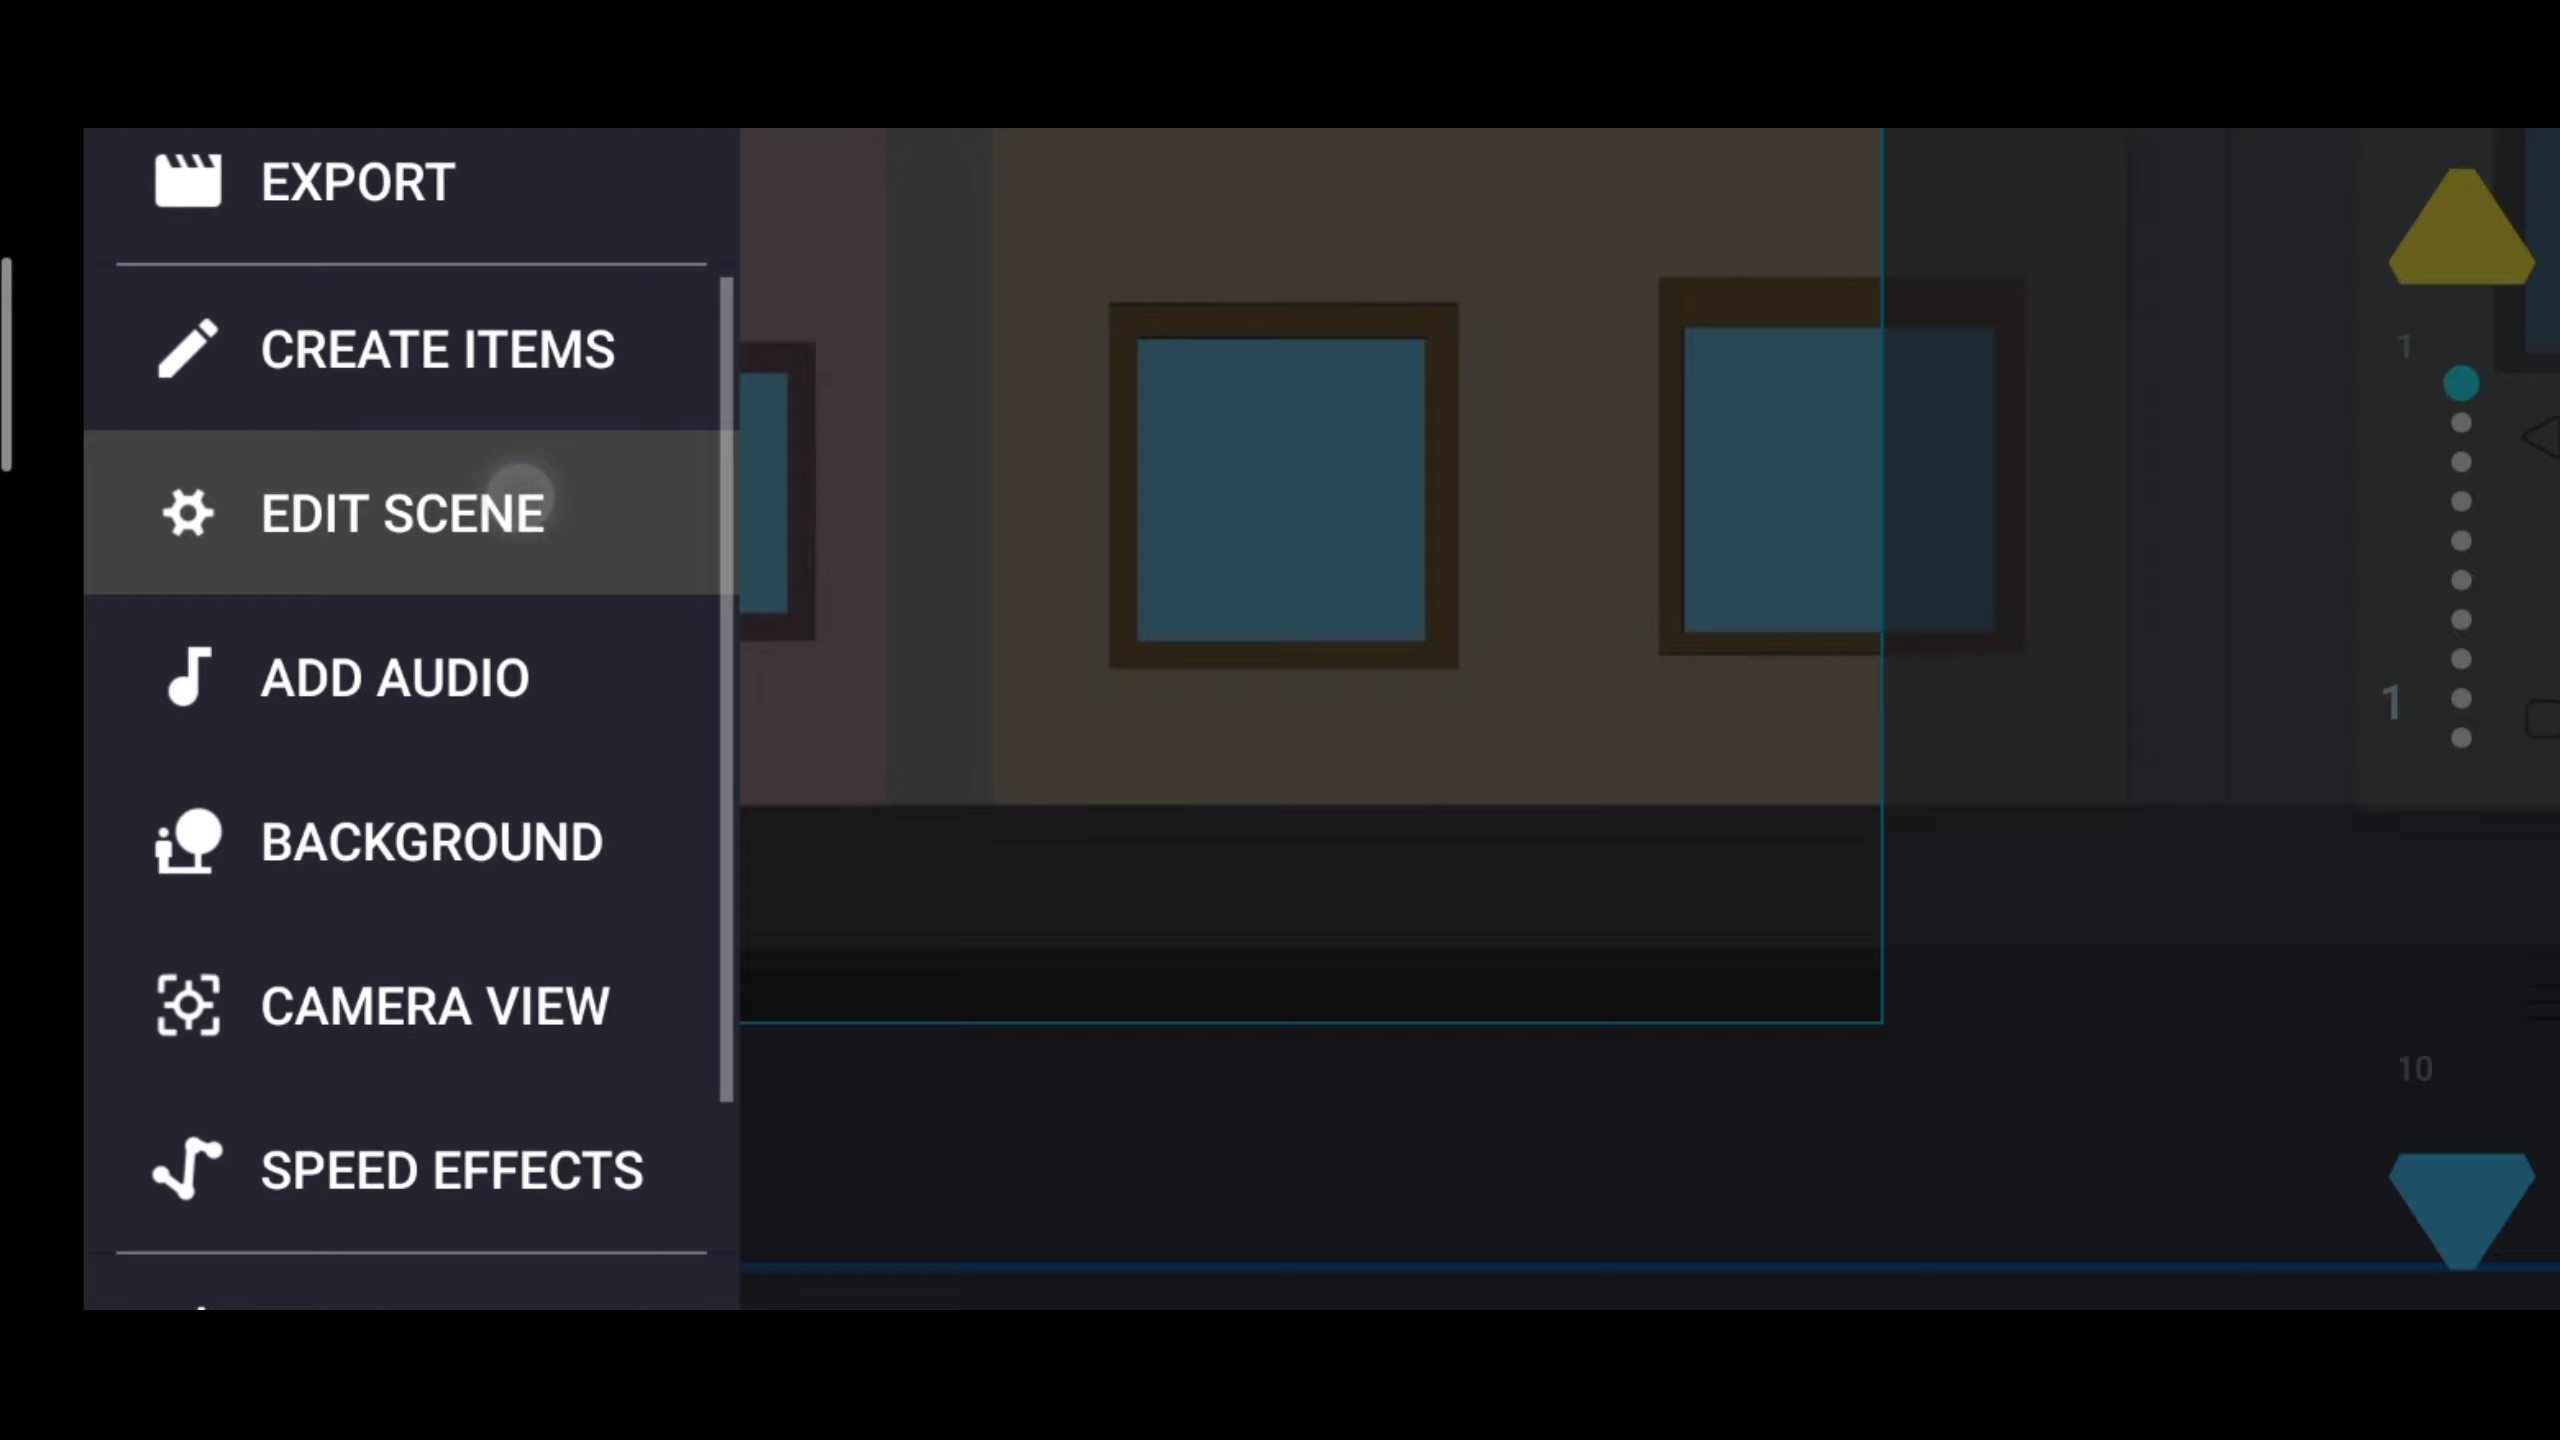 EXPORT
CREATE ITEMS
EDIT SCENE
ADD AUDIO
BACKGROUND
CAMERA VIEW
SPEED EFFECTS
1
1
10